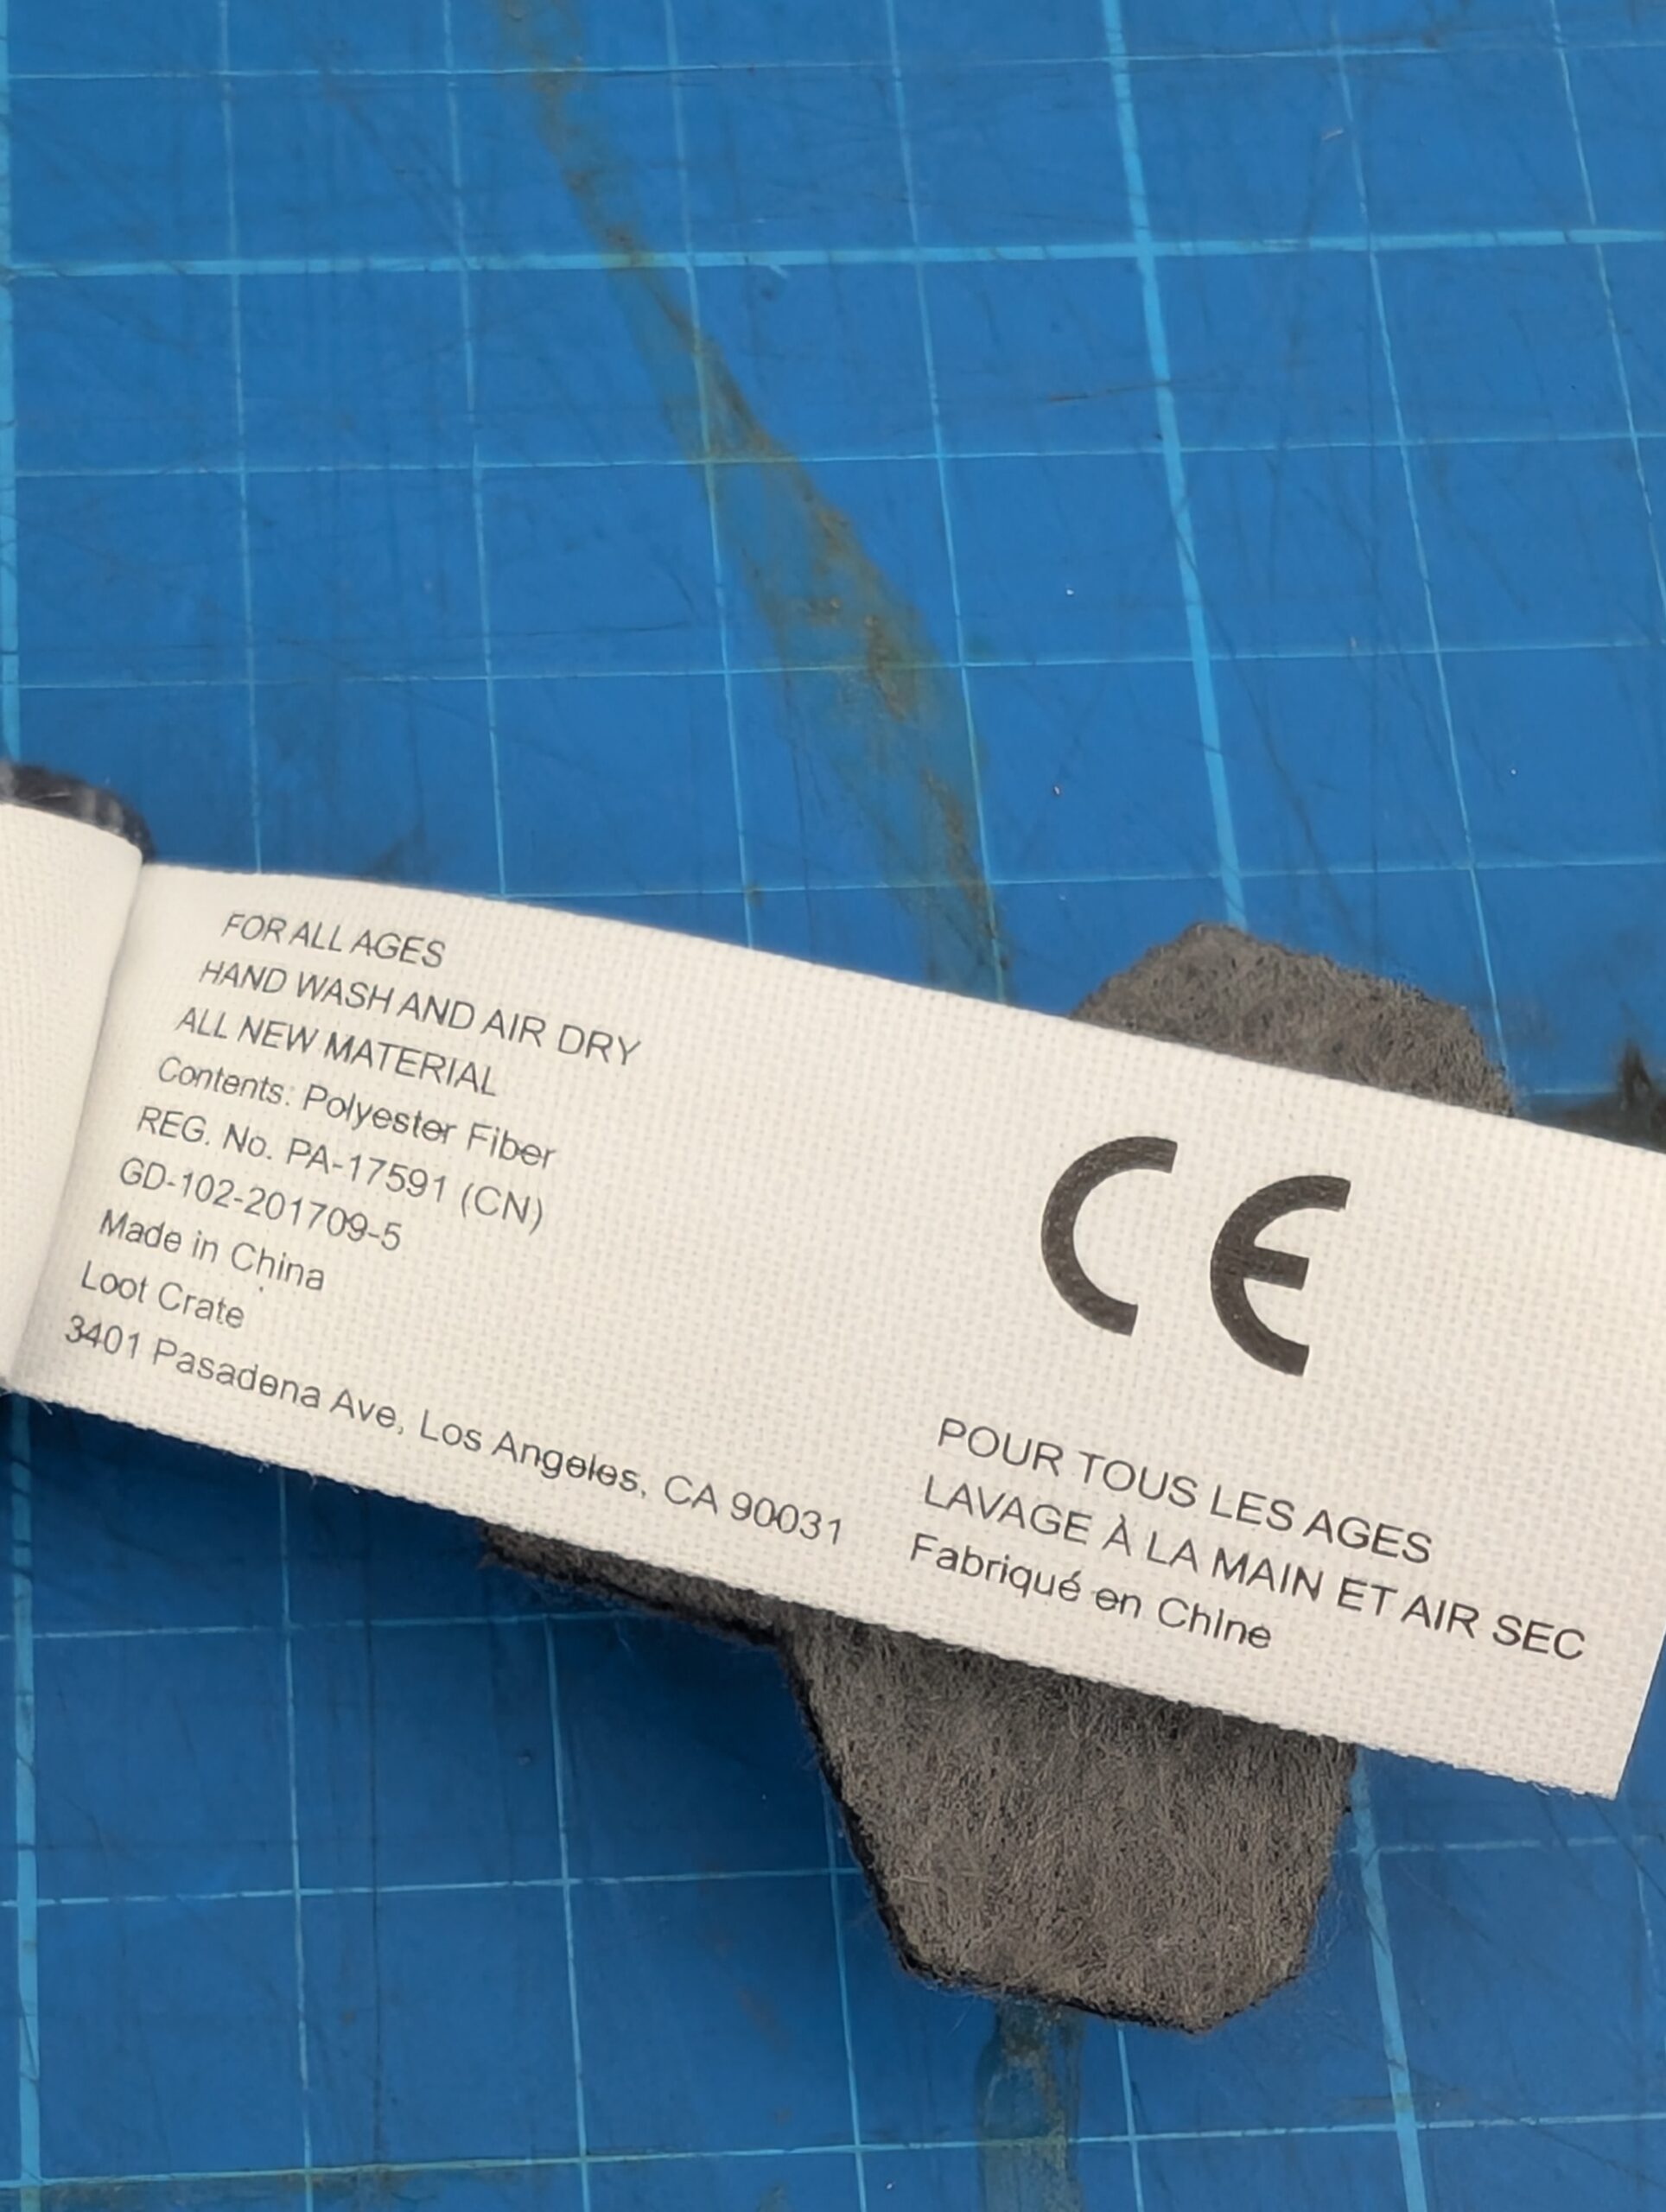 FOR ALL AGES
HAND WASH AND AIR DRY
ALL NEW MATERIAL
Contents: Polyester Fiber
REG. No. PA-17591 (CN)
GD-102-201709-5
Made in China
Loot Crate
3401 Pasadena Ave, Los Angeles, CA 90031
CE
POUR TOUS LES AGES
LAVAGE À LA MAIN ET AIR SEC
Fabriqué en ChIne